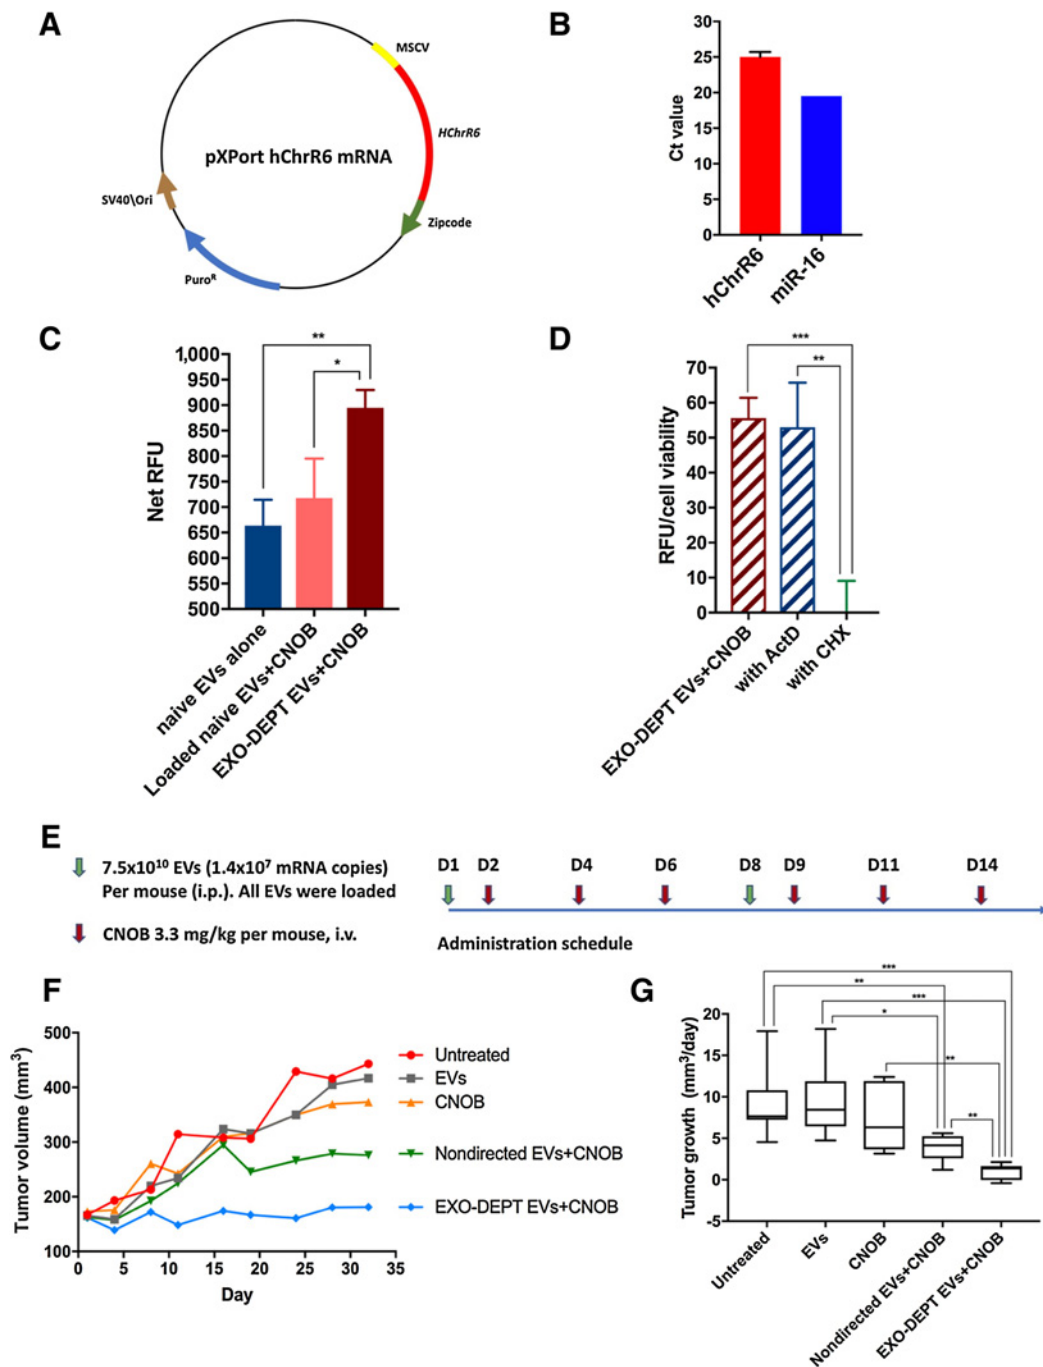 A
MSCV
HChrR6
pXPort hChrR6 mRNA
SV40\Ori
Zipcode
Puroᴿ
B
Ct value
30
25
20
15
10
5
0
hChrR6
miR-16
C
Net RFU
1,000
950
900
850
800
750
700
650
600
550
500
**
*
naive EVs alone
Loaded naive EVs+CNOB
EXO-DEPT EVs+CNOB
D
RFU/cell viability
70
60
50
40
30
20
10
0
***
**
EXO-DEPT EVs+CNOB
with ActD
with CHX
E
7.5x10¹⁰ EVs (1.4x10⁷ mRNA copies)
Per mouse (i.p.). All EVs were loaded
CNOB 3.3 mg/kg per mouse, i.v.
D1 D2 D4 D6 D8 D9 D11 D14
Administration schedule
F
Tumor volume (mm³)
500
400
300
200
100
0 5 10 15 20 25 30 35
Day
Untreated
EVs
CNOB
Nondirected EVs+CNOB
EXO-DEPT EVs+CNOB
G
Tumor growth (mm³/day)
20
15
10
5
0
-5
***
**
***
*
**
**
Untreated
EVs
CNOB
Nondirected EVs+CNOB
EXO-DEPT EVs+CNOB